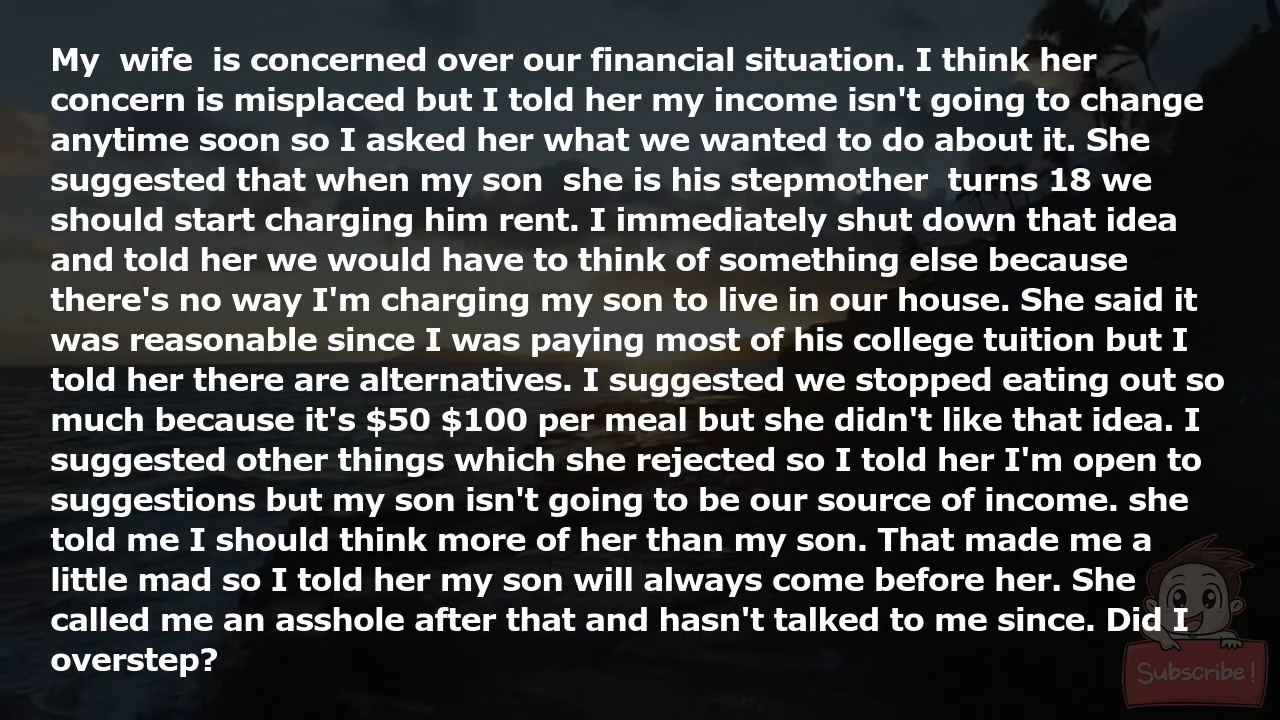 My wife is concerned over our financial situation. I think her
concern is misplaced but I told her my income isn't going to change
anytime soon so I asked her what we wanted to do about it. She
suggested that when my son she is his stepmother turns 18 we
should start charging him rent. I immediately shut down that idea
and told her we would have to think of something else because
there's no way I'm charging my son to live in our house. She said it
was reasonable since I was paying most of his college tuition but I
told her there are alternatives. I suggested we stopped eating out so
much because it's $50 $100 per meal but she didn't like that idea. I
suggested other things which she rejected so I told her I'm open to
suggestions but my son isn't going to be our source of income. she
told me I should think more of her than my son. That made me a
little mad so I told her my son will always come before her. She
called me an asshole after that and hasn't talked to me since. Did I
overstep?
Subscribe!